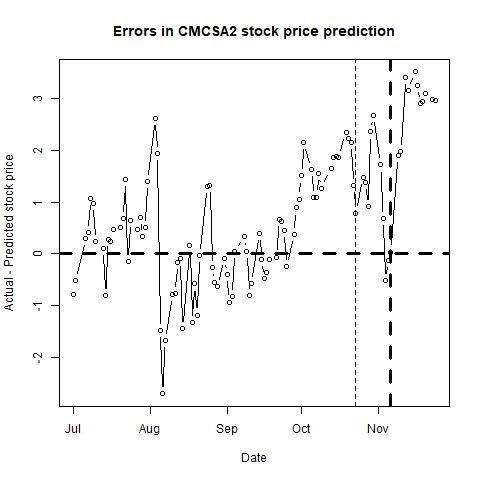 Errors in CMCSA2 stock price prediction
Actual - Predicted stock price
3
2
1
0
-1
-2
Jul Aug Sep Oct Nov
Date